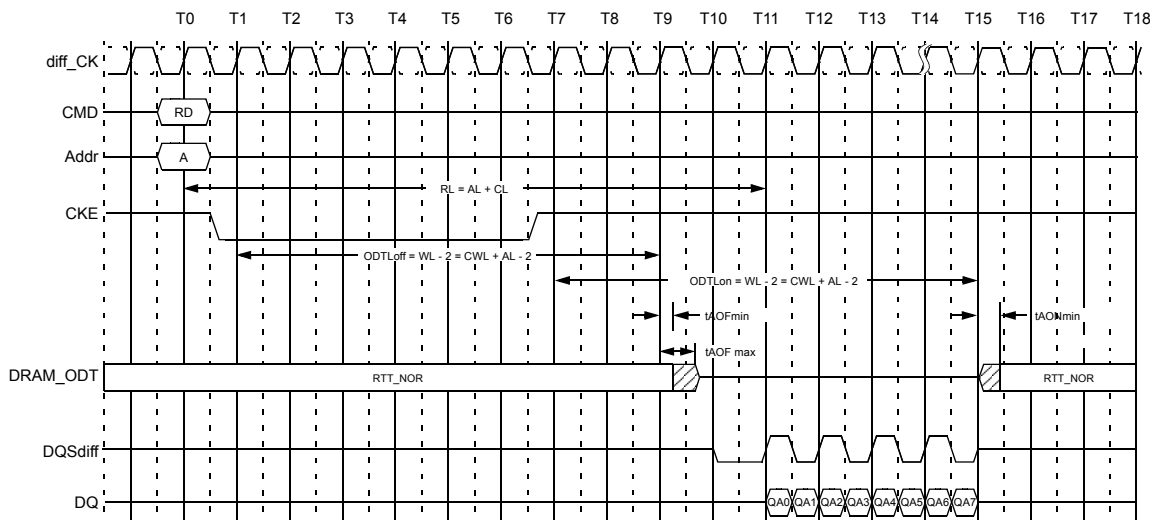 T0 T1 T2 T3 T4 T5 T6 T7 T8 T9 T10 T11 T12 T13 T14 T15 T16 T17 T18
diff_CK
CMD RD
Addr A
RL = AL + CL
CKE
ODTLoff = WL - 2 = CWL + AL - 2
ODTLon = WL - 2 = CWL + AL - 2
tAOFmin tAONmin
tAOF max
DRAM_ODT RTT_NOR RTT_NOR
DQSdiff
DQ QA0 QA1 QA2 QA3 QA4 QA5 QA6 QA7